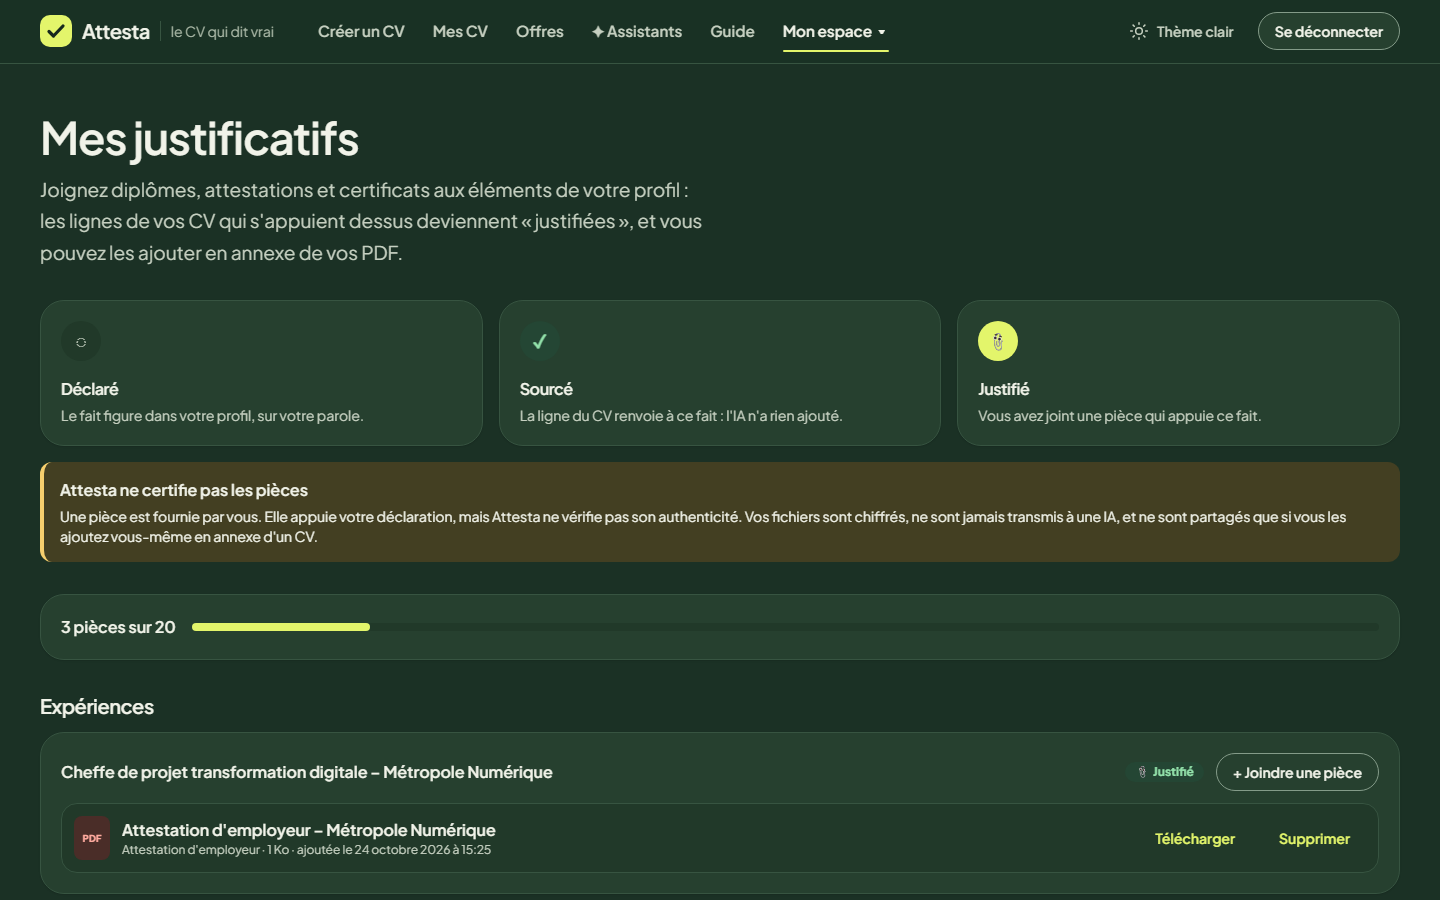 Attesta
le CV qui dit vrai
Créer un CV
Mes CV
Offres
Assistants
Guide
Mon espace
Thème clair
Se déconnecter
Mes justificatifs
Joignez diplômes, attestations et certificats aux éléments de votre profil :
les lignes de vos CV qui s'appuient dessus deviennent « justifiées », et vous
pouvez les ajouter en annexe de vos PDF.
Déclaré
Le fait figure dans votre profil, sur votre parole.
Sourcé
La ligne du CV renvoie à ce fait : l'IA n'a rien ajouté.
Justifié
Vous avez joint une pièce qui appuie ce fait.
Attesta ne certifie pas les pièces
Une pièce est fournie par vous. Elle appuie votre déclaration, mais Attesta ne vérifie pas son authenticité. Vos fichiers sont chiffrés, ne sont jamais transmis à une IA, et ne sont partagés que si vous les
ajoutez vous-même en annexe d'un CV.
3 pièces sur 20
Expériences
Cheffe de projet transformation digitale – Métropole Numérique
Justifié
+ Joindre une pièce
PDF
Attestation d'employeur – Métropole Numérique
Attestation d'employeur · 1 Ko · ajoutée le 24 octobre 2026 à 15:25
Télécharger
Supprimer